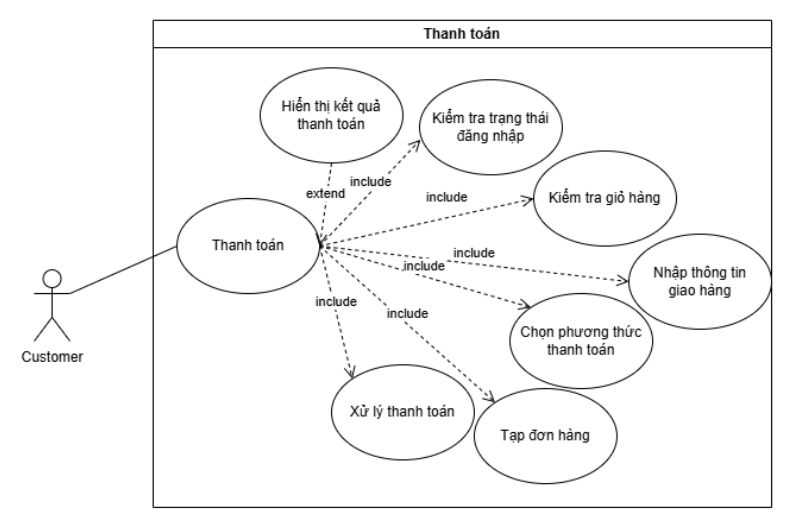 Thanh toán
Hiển thị kết quả
thanh toán
Kiểm tra trạng thái
đăng nhập
extend
include
include
Kiểm tra giỏ hàng
Thanh toán
include
include
Nhập thông tin
giao hàng
include
include
Chọn phương thức
thanh toán
Customer
Xử lý thanh toán
Tạp đơn hàng